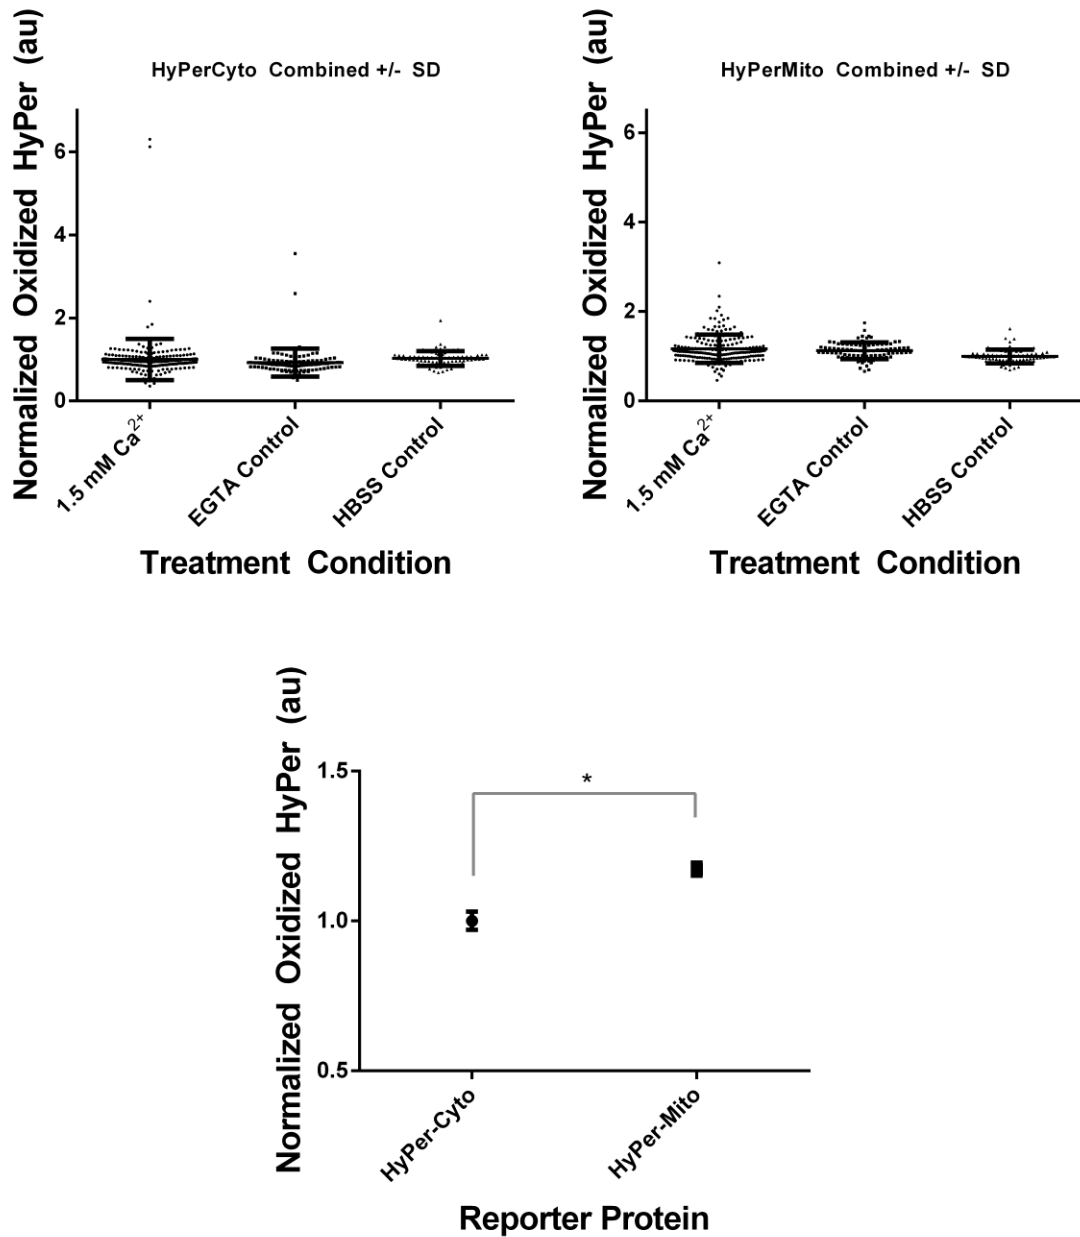 HyPerCyto Combined +/- SD
Normalized Oxidized HyPer (au)
6
4
2
0
1.5 mM Ca²⁺
EGTA Control
HBSS Control
Treatment Condition
HyPerMito Combined +/- SD
Normalized Oxidized HyPer (au)
6
4
2
0
1.5 mM Ca²⁺
EGTA Control
HBSS Control
Treatment Condition
Normalized Oxidized HyPer (au)
1.5
1.0
0.5
*
HyPer-Cyto
HyPer-Mito
Reporter Protein